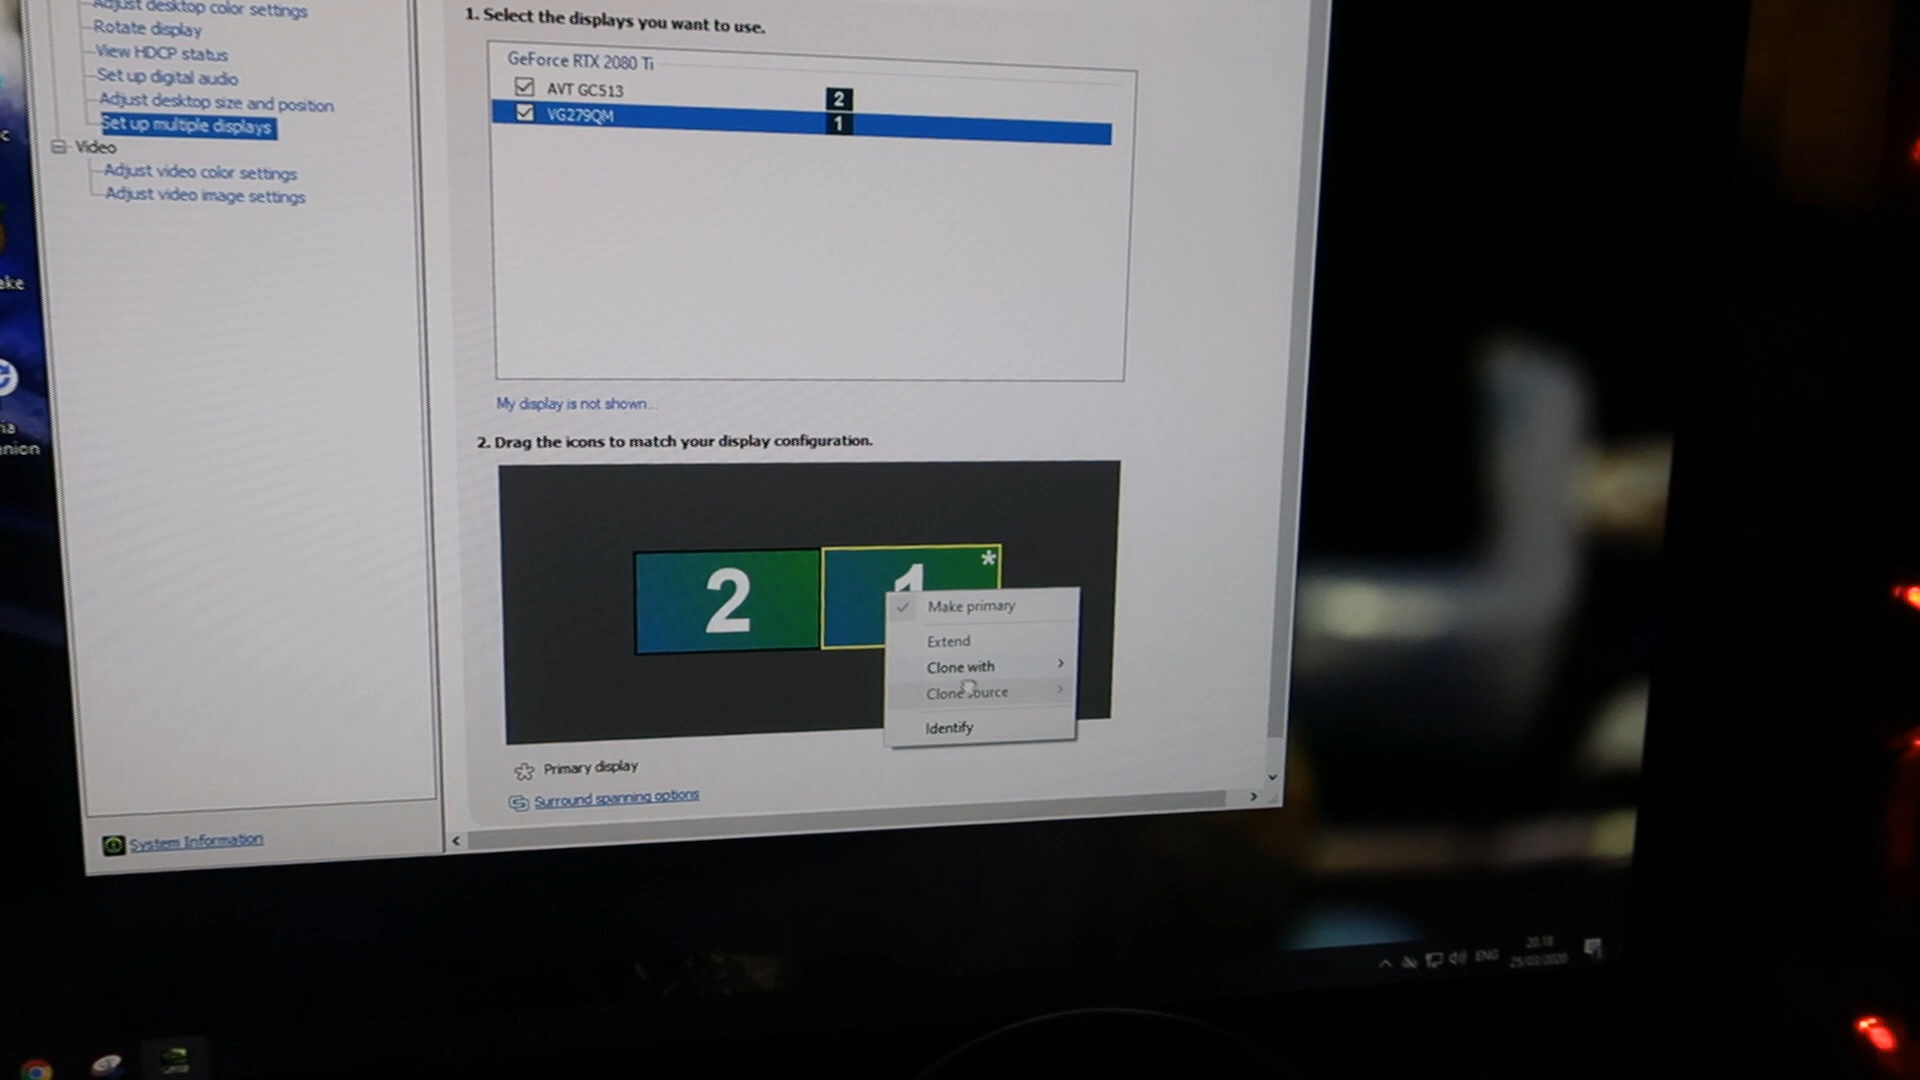 Adjust desktop color settings
Rotate display
View HDCP status
Set up digital audio
Adjust desktop size and position
Set up multiple displays
Video
Adjust video color settings
Adjust video image settings
System Information
1. Select the displays you want to use.
GeForce RTX 2080 Ti
AVT GC513
2
VG279QM
1
My display is not shown...
2. Drag the icons to match your display configuration.
2
1
*
Make primary
Extend
Clone with
Clone source
Identify
Primary display
Surround spanning options
ake
nion
ENG
20.18
25/03/2020